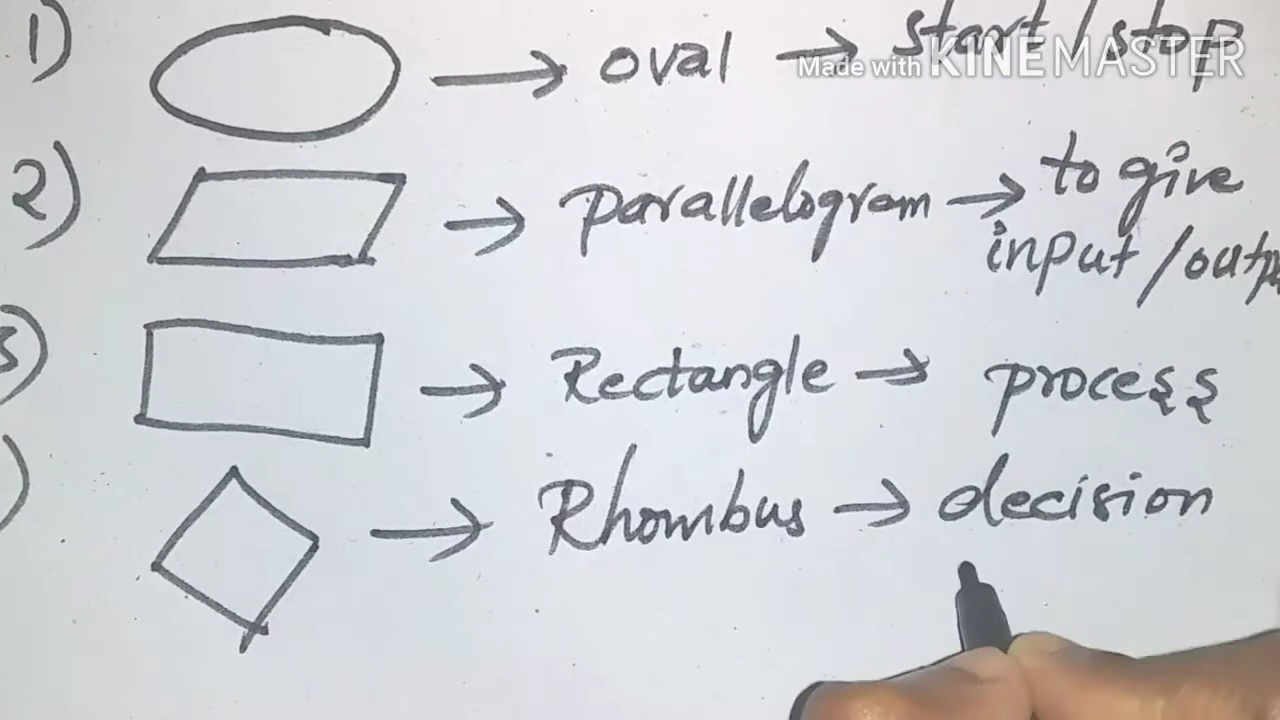 1) → oval → start / stop
Made with KINEMASTER
2) → parallelogram → to give
input / outp
3) → Rectangle → process
) → Rhombus → decision